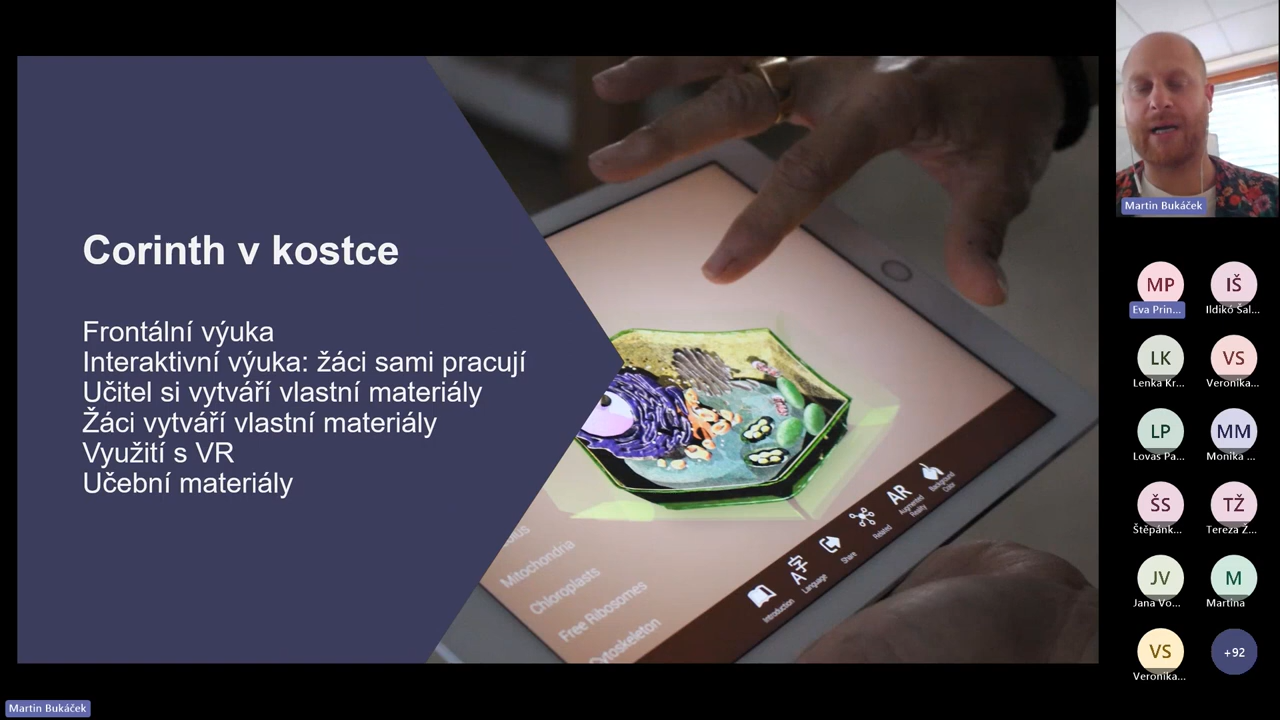 Corinth v kostce
Frontální výuka
Interaktivní výuka: žáci sami pracují
Učitel si vytváří vlastní materiály
Žáci vytváří vlastní materiály
Využití s VR
Učební materiály
Mitochondria
Chloroplasts
Free Ribosomes
Cytoskeleton
Introduction
字
A
Language
Share
Related
AR
Augmented
Reality
Background
Color
Martin Bukáček
MP
Eva Prin...
IŠ
Ildikó Šal...
LK
Lenka Kr...
VS
Veronika...
LP
Lovas Pa...
MM
Monika ...
ŠS
Štěpánk...
TŽ
Tereza Ž...
JV
Jana Vo...
M
Martina
VS
Veronika...
+92
Martin Bukáček